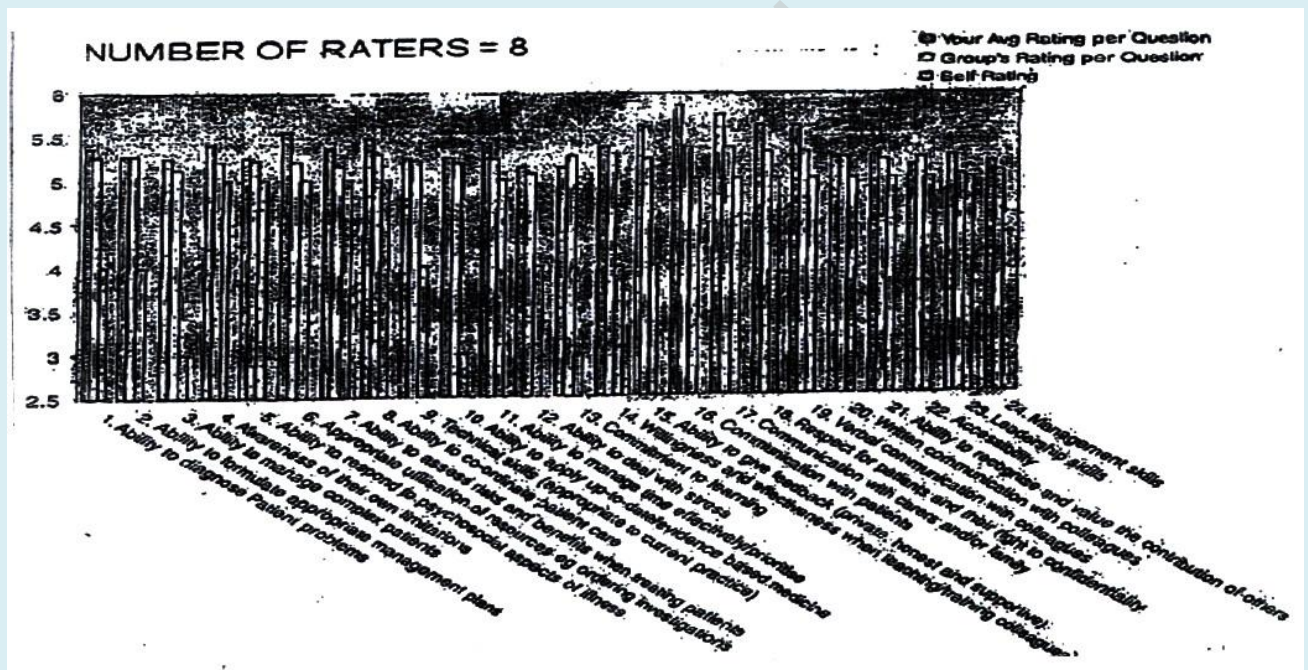 NUMBER OF RATERS = 8
Your Avg Rating per Question
Group's Rating per Question
Self Rating
6
5.5
5
4.5
4
3.5
3
2.5
1. Ability to diagnose Patient problems
2. Ability to formulate appropriate management plans
3. Ability to manage complex patients
4. Awareness of their own limitations
5. Ability to respond to psychosocial aspects of illness
6. Appropriate utilisation of resources eg ordering investigations
7. Ability to assess risks and benefits when treating patients
8. Ability to co-ordinate patient care
9. Technical skills (appropriate to current practice)
10. Ability to apply up-to-date/evidence based medicine
11. Ability to manage time effectively/prioritise
12. Ability to deal with stress
13. Commitment to learning
14. Willingness and effectiveness when teaching/training colleagues
15. Ability to give feedback (private, honest and supportive)
16. Communication with patients
17. Communication with carers and/or family
18. Respect for patients and their right to confidentiality
19. Verbal communication with colleagues
20. Written communication with colleagues
21. Ability to recognise and value the contribution of others
22. Accessibility
23. Leadership skills
24. Management skills